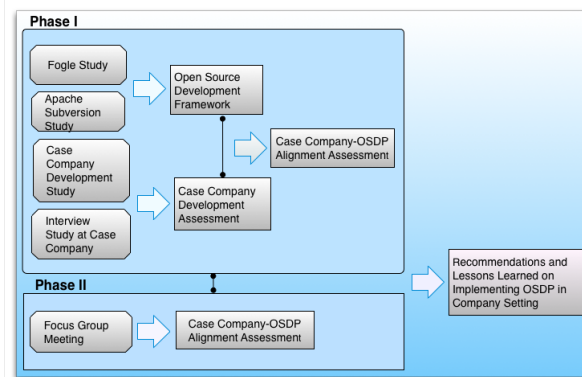 Phase I
Fogle Study
Apache
Subversion
Study
Case
Company
Development
Study
Interview
Study at Case
Company
Open Source
Development
Framework
Case Company
Development
Assessment
Case Company-OSDP
Alignment Assessment
Phase II
Focus Group
Meeting
Case Company-OSDP
Alignment Assessment
Recommendations and
Lessons Learned on
Implementing OSDP in
Company Setting